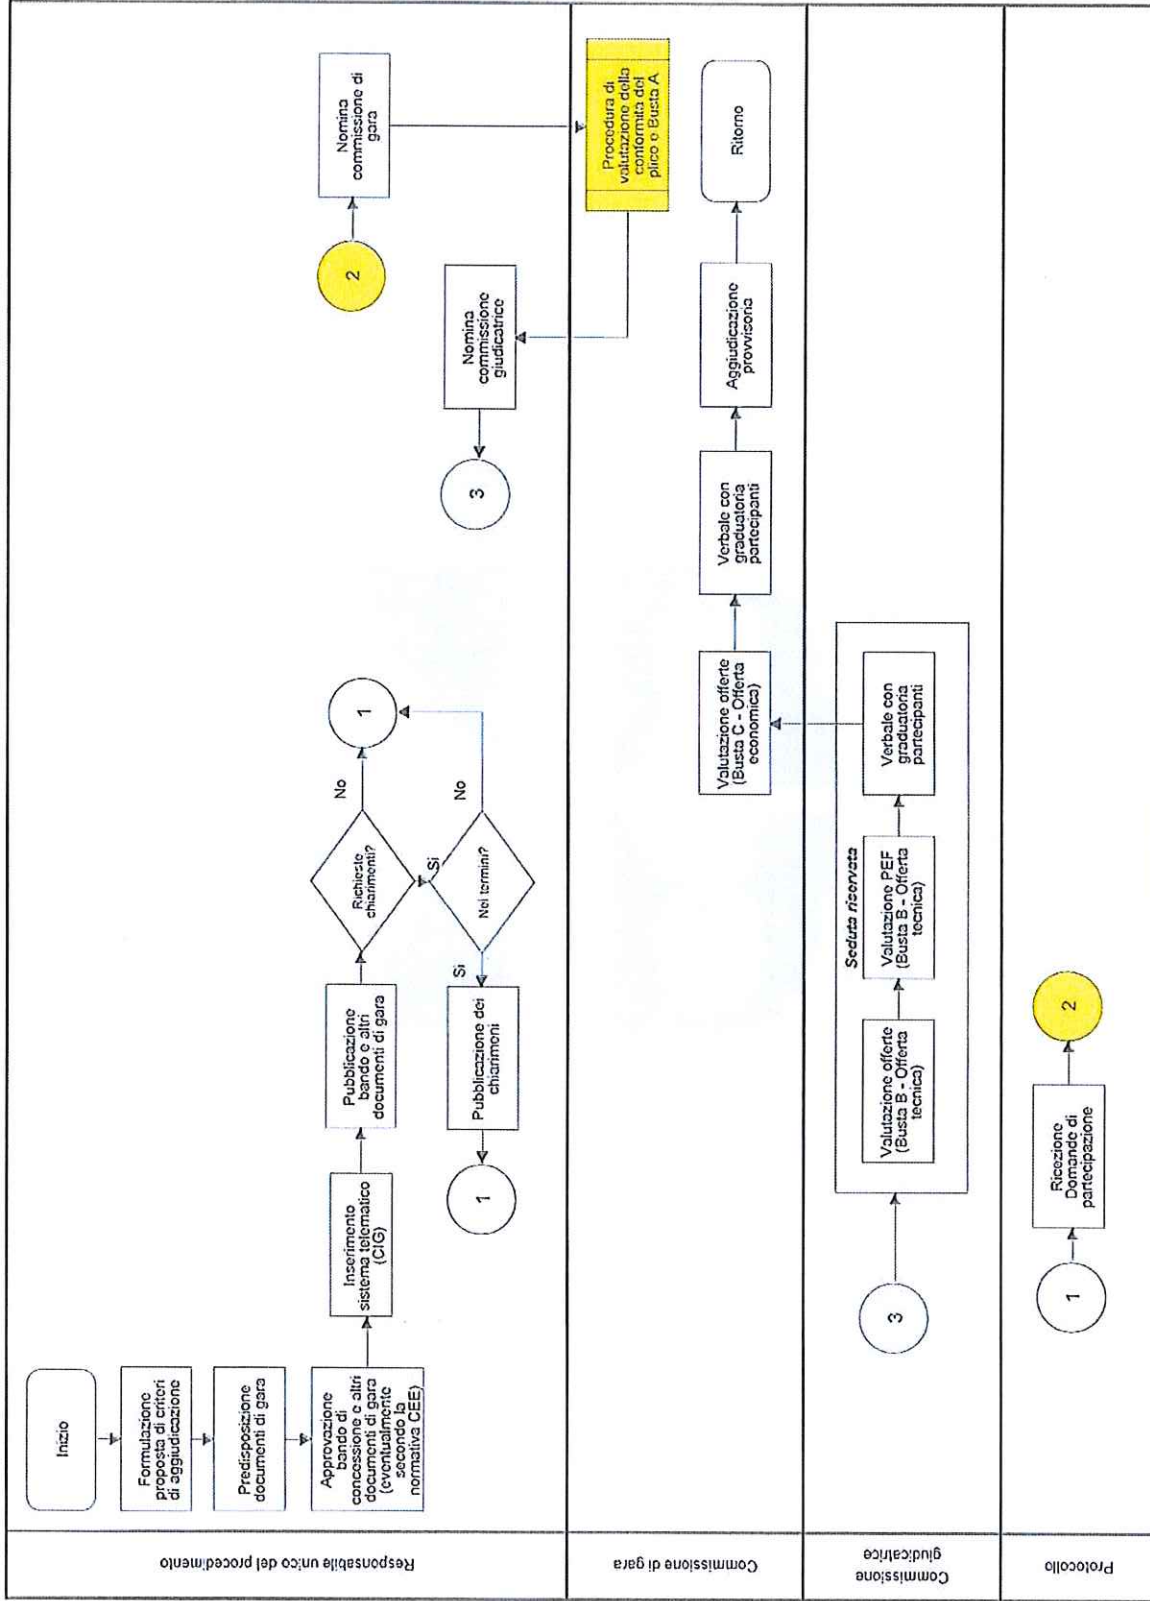 Responsabile unico del procedimento
Inizio
Formulazione
proposta di criteri
di aggiudicazione
Predisposizione
documenti di gara
Approvazione
bando di
concessione e altri
documenti di gara
(eventualmente
secondo la
normativa CEE)
Inserimento
sistema telematico
(CIG)
Pubblicazione
bando e altri
documenti di gara
Richieste
chiarimenti?
No
1
Si
Nei termini?
No
Si
Pubblicazione dei
chiarimeni
1
2
Nomina
commissione di
gara
Nomina
commissione
giudicatrice
3
Commissione di gara
Procedura di
valutazione della
conformità del
plico e Busta A
Valutazione offerte
(Busta C - Offerta
economica)
Verbale con
graduatoria
partecipanti
Aggiudicazione
provvisoria
Ritorno
Commissione
giudicatrice
3
Seduta riservata
Valutazione offerte
(Busta B - Offerta
tecnica)
Valutazione PEF
(Busta B - Offerta
tecnica)
Verbale con
graduatoria
partecipanti
Protocollo
1
Ricezione
Domande di
partecipazione
2